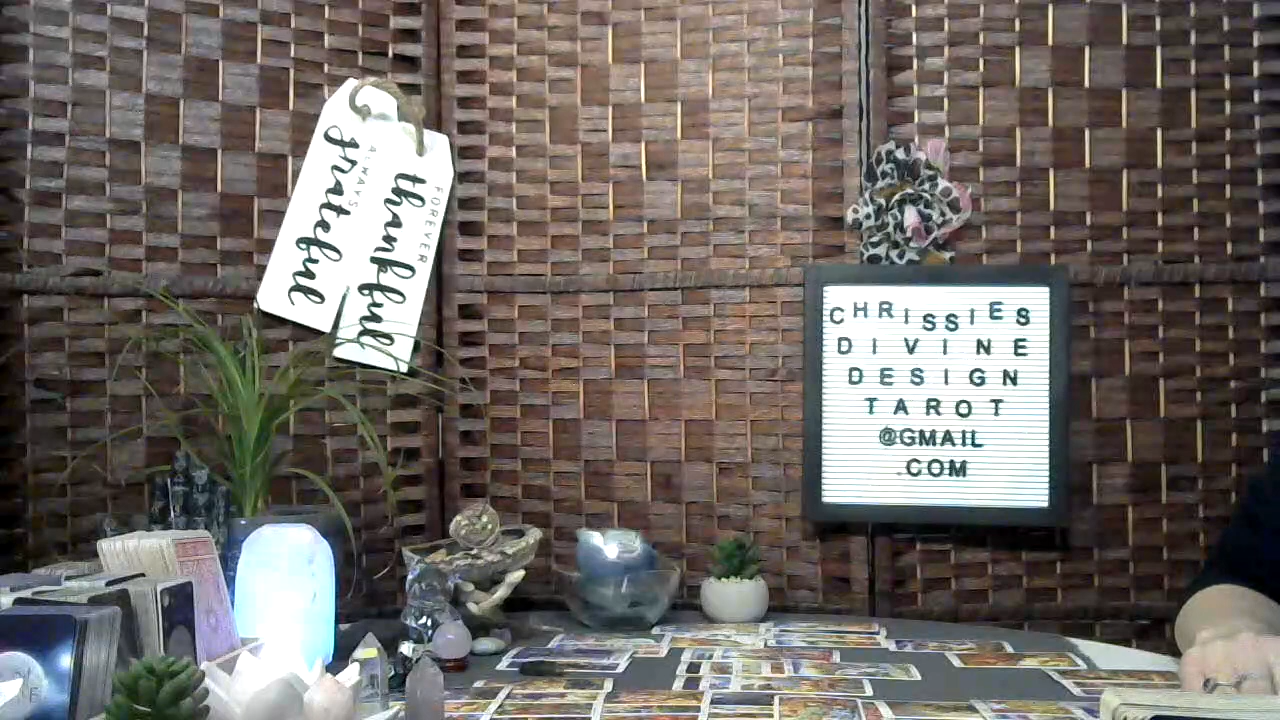 FOREVER
thankful
ALWAYS
grateful
CHRISSIES
DIVINE
DESIGN
TAROT
@GMAIL
.COM